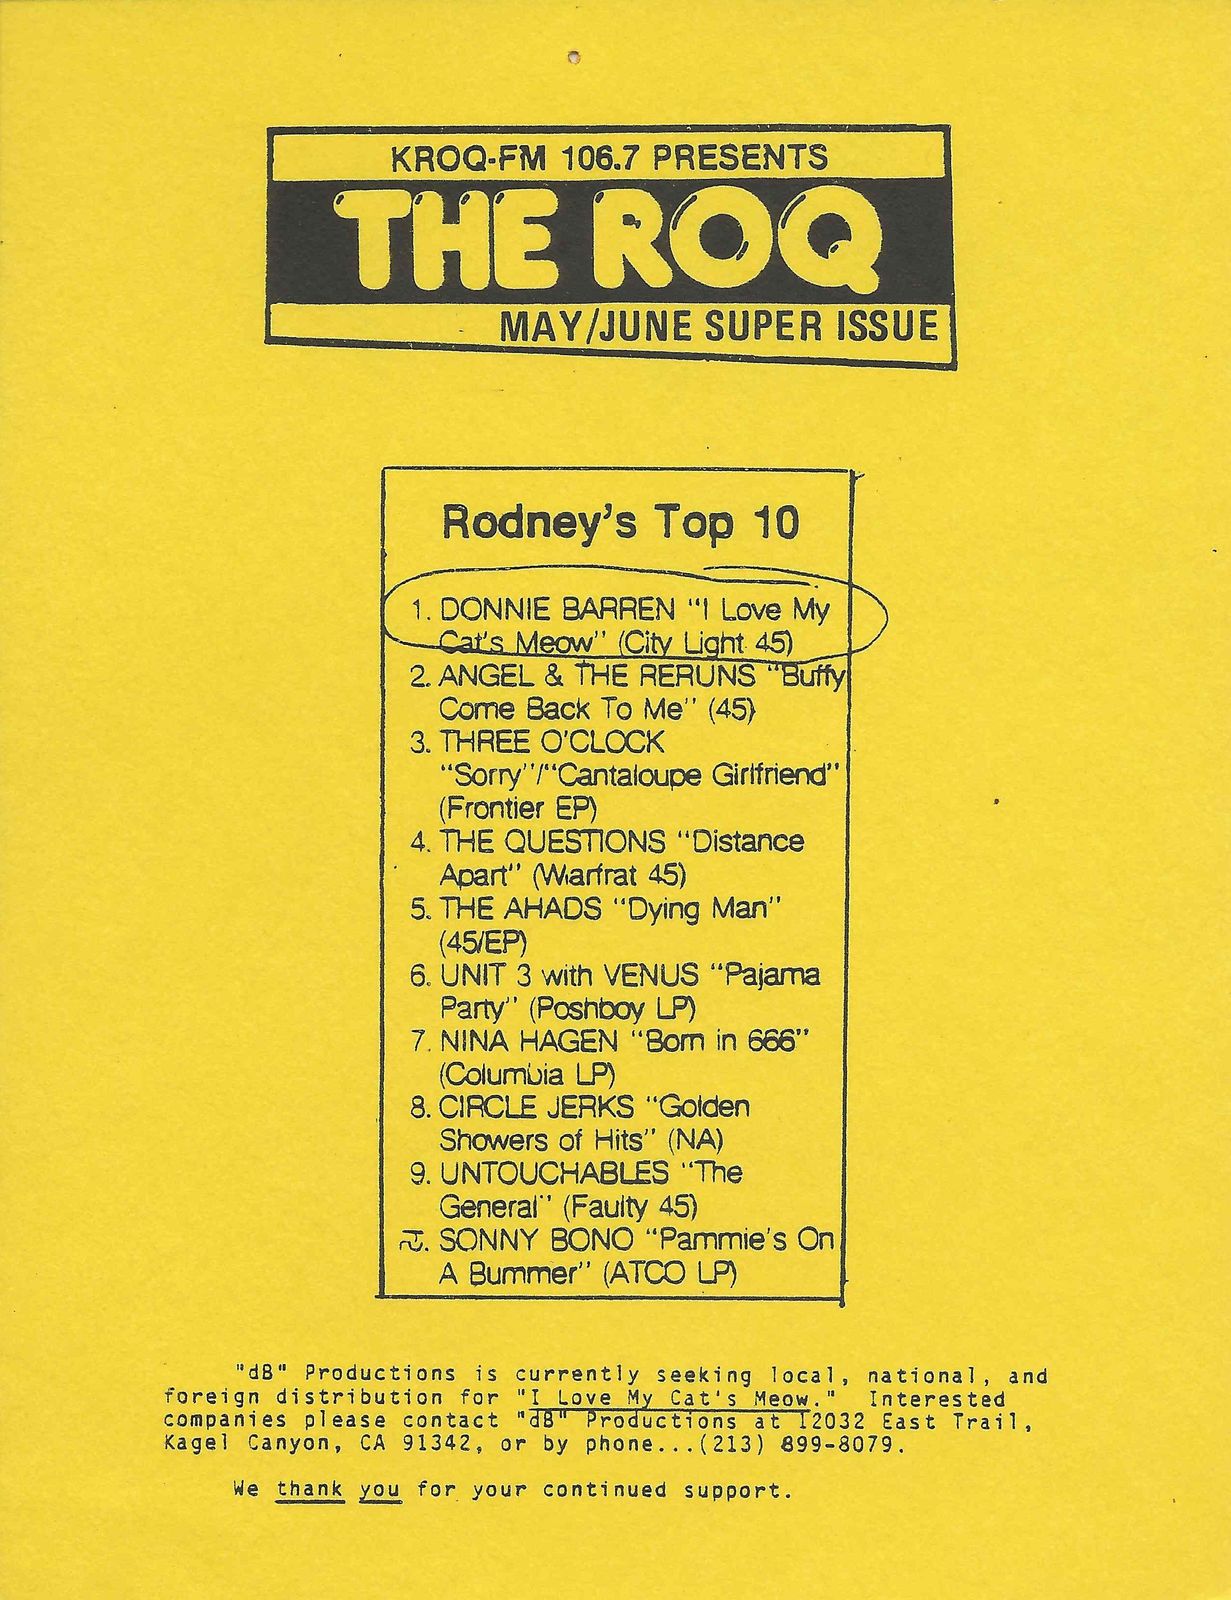 KROQ-FM 106.7 PRESENTS
THE ROQ
MAY/JUNE SUPER ISSUE
Rodney's Top 10
1. DONNIE BARREN "I Love My
Cat's Meow" (City Light 45)
2. ANGEL & THE RERUNS "Buffy
Come Back To Me" (45)
3. THREE O'CLOCK
"Sorry"/"Cantaloupe Girlfriend"
(Frontier EP)
4. THE QUESTIONS "Distance
Apart" (Warfrat 45)
5. THE AHADS "Dying Man"
(45/EP)
6. UNIT 3 with VENUS "Pajama
Party" (Poshboy LP)
7. NINA HAGEN "Born in 666"
(Columbia LP)
8. CIRCLE JERKS "Golden
Showers of Hits" (NA)
9. UNTOUCHABLES "The
General" (Faulty 45)
SONNY BONO "Pammie's On
A Bummer" (ATCO LP)
"dB" Productions is currently seeking local, national, and
foreign distribution for "I Love My Cat's Meow." Interested
companies please contact "dB" Productions at 12032 East Trail,
Kagel Canyon, CA 91342, or by phone...(213) 899-8079.
We thank you for your continued support.